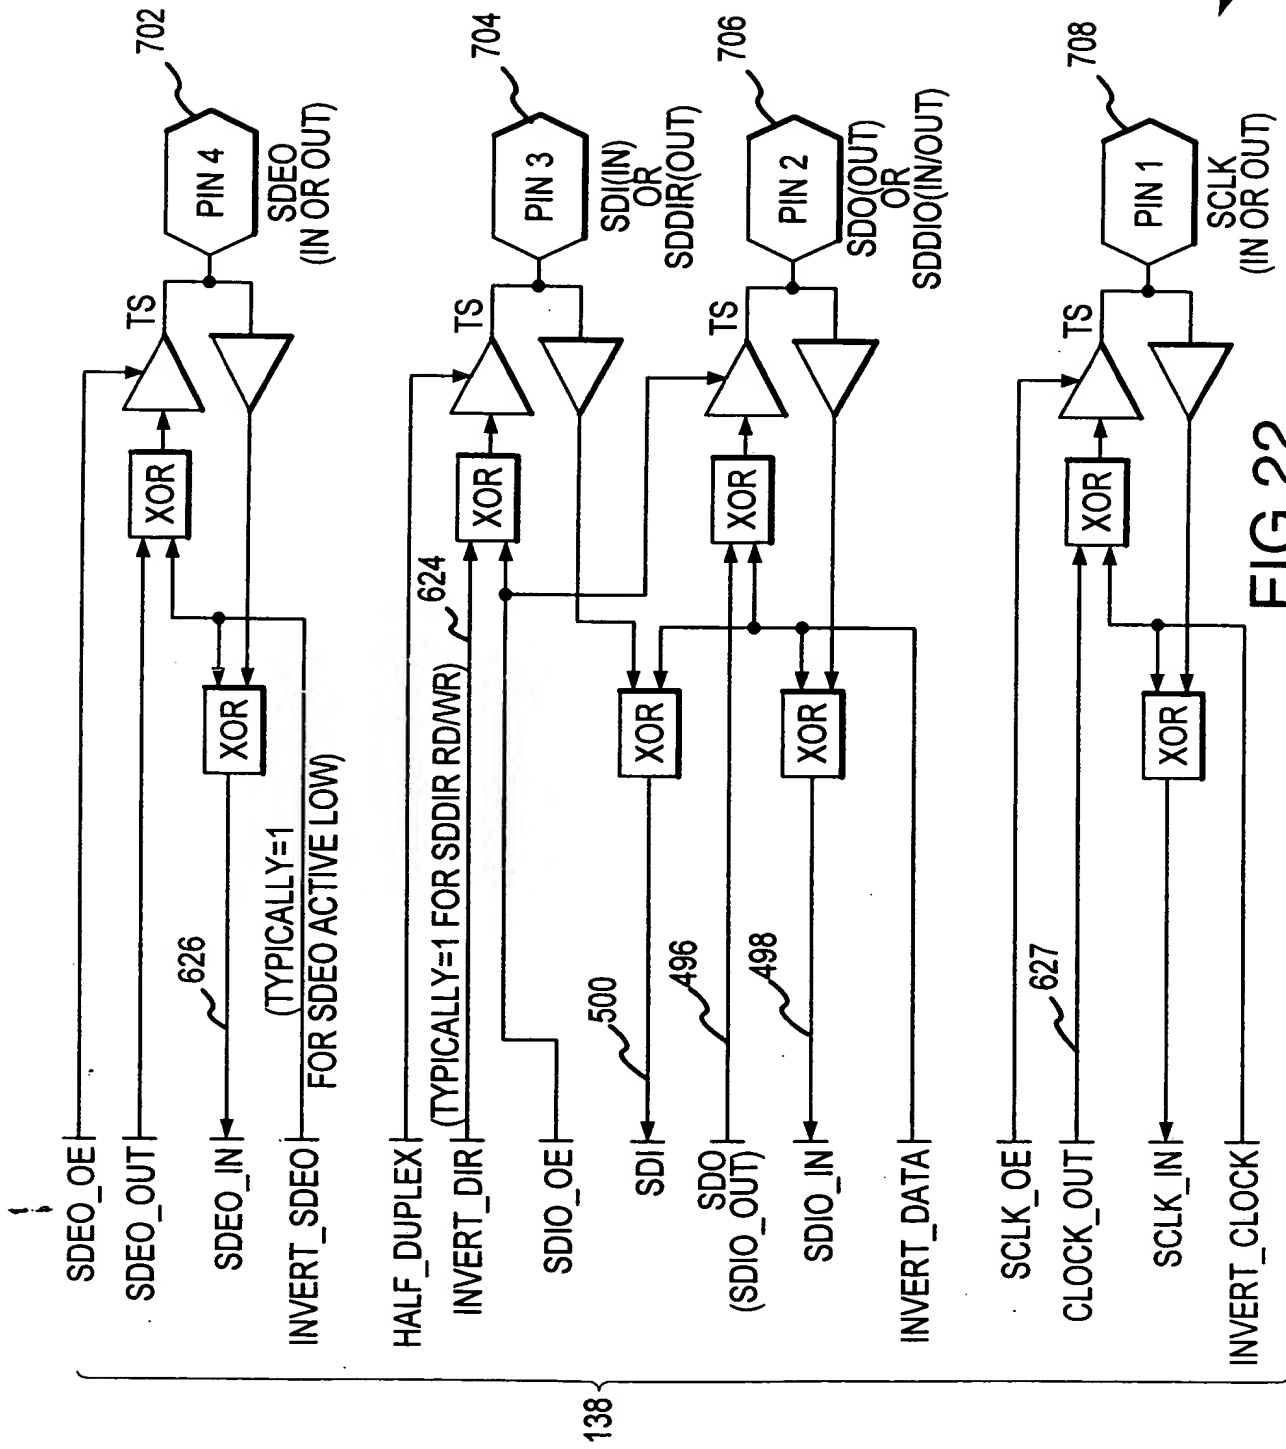 SDEO_OE
SDEO_OUT
SDEO_IN
INVERT_SDEO
626
(TYPICALLY=1
FOR SDEO ACTIVE LOW)
XOR
XOR
TS
PIN 4
702
SDEO
(IN OR OUT)
HALF_DUPLEX
INVERT_DIR
(TYPICALLY=1 FOR SDDIR RD/WR)
624
SDIO_OE
XOR
TS
PIN 3
704
SDI(IN)
OR
SDDIR(OUT)
SDI
500
XOR
SDO
(SDIO_OUT)
496
XOR
TS
PIN 2
706
SDO(OUT)
OR
SDDIO(IN/OUT)
SDIO_IN
498
XOR
INVERT_DATA
SCLK_OE
CLOCK_OUT
627
XOR
TS
PIN 1
708
SCLK
(IN OR OUT)
SCLK_IN
XOR
INVERT_CLOCK
138
FIG.22